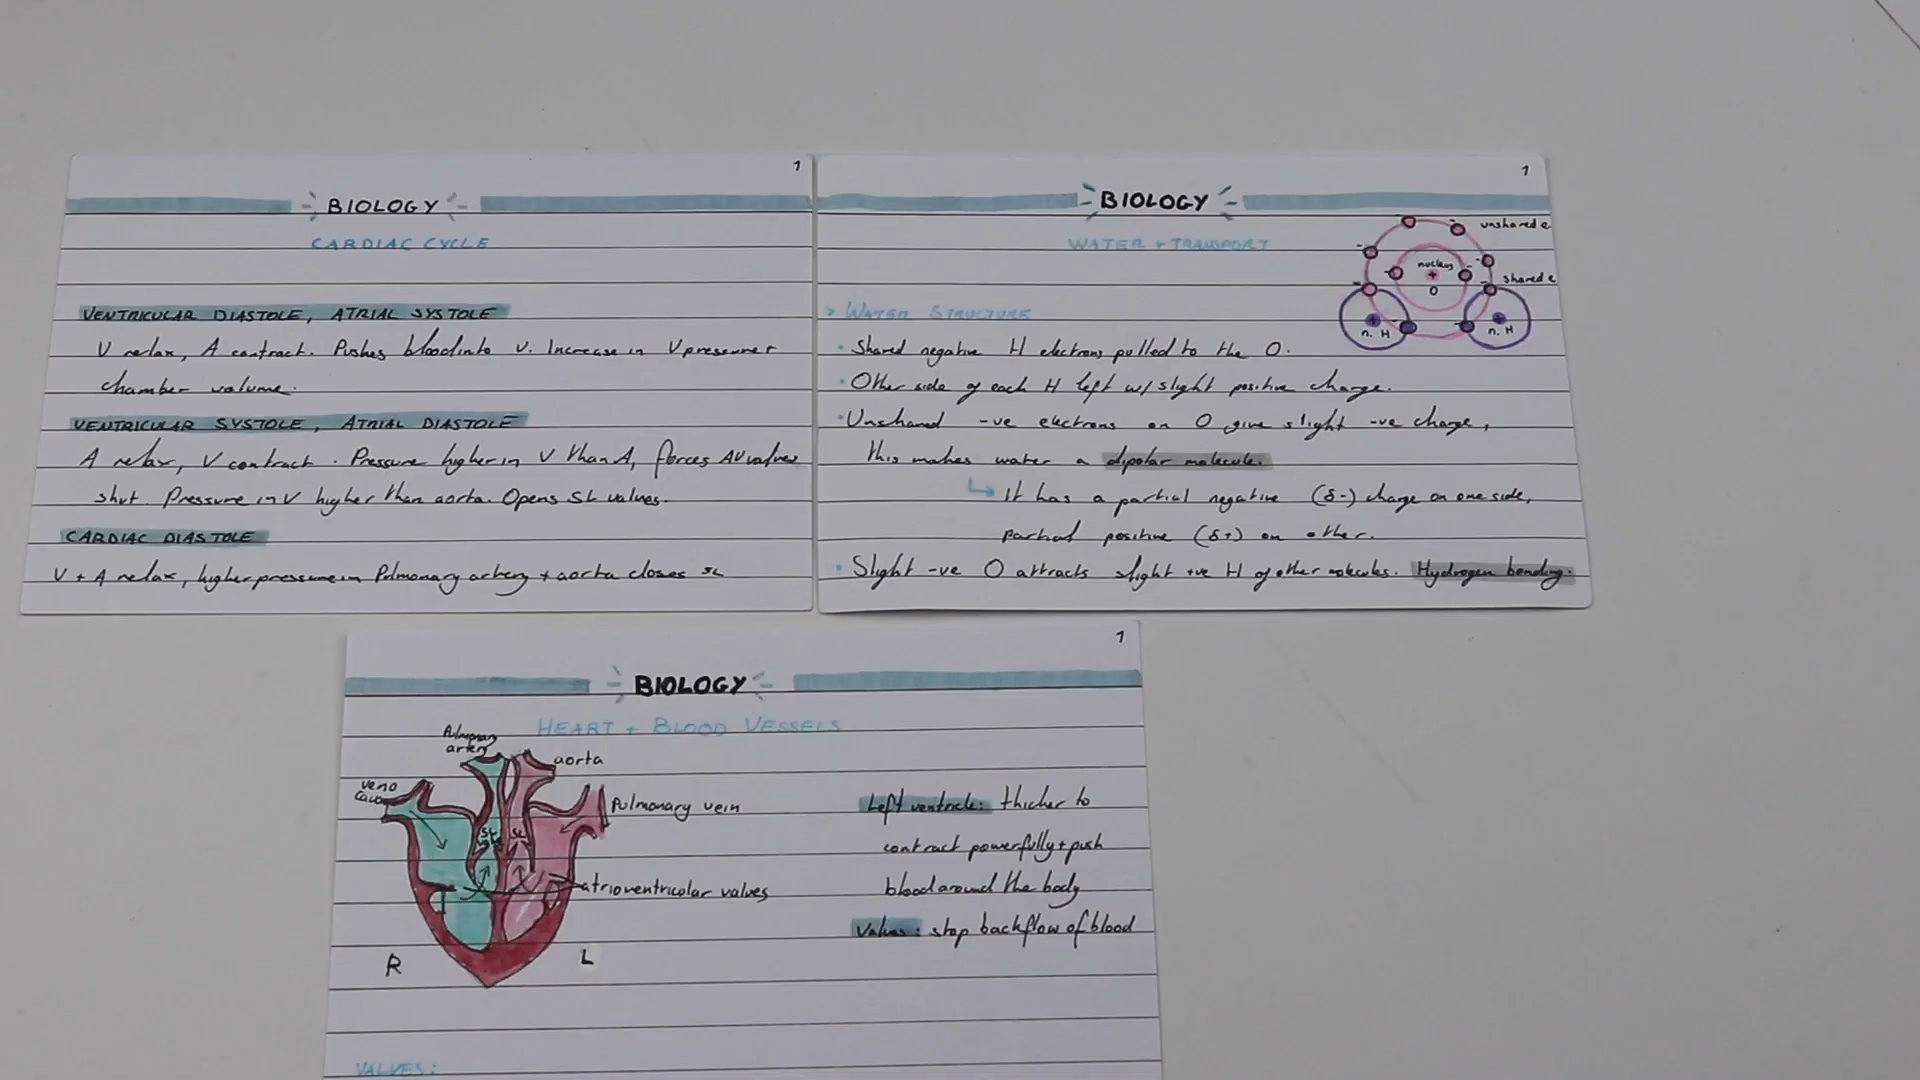 1
BIOLOGY
CARDIAC CYCLE
VENTRICULAR DIASTOLE, ATRIAL SYSTOLE
V relax, A contract. Pushes blood into V. Increase in V pressure +
chamber volume.
VENTRICULAR SYSTOLE, ATRIAL DIASTOLE
A relax, V contract. Pressure higher in V than A, forces AV valves
shut. Pressure in V higher than aorta. Opens SL valves.
CARDIAC DIASTOLE
V + A relax, higher pressure in Pulmonary artery + aorta closes SL
1
BIOLOGY
WATER + TRANSPORT
unshared e
nucleus
+
O
shared e
n. H
n. H
> WATER STRUCTURE
• Shared negative H electrons pulled to the O.
• Other side of each H left w/ slight positive charge.
• Unshared -ve electrons on O give slight -ve charge,
this makes water a dipolar molecule.
↳ It has a partial negative (δ-) charge on one side,
partial positive (δ+) on other.
• Slight -ve O attracts slight +ve H of other molecules. Hydrogen bonding.
1
BIOLOGY
HEART + BLOOD VESSELS
Pulmonary
artery
aorta
vena
cava
Pulmonary vein
SL
SL
atrioventricular valves
R
L
Left ventricle: thicker to
contract powerfully + push
blood around the body
Valves: stop backflow of blood
VALVES: